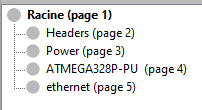 Racine (page 1)
Headers (page 2)
Power (page 3)
ATMEGA328P-PU  (page 4)
ethernet (page 5)